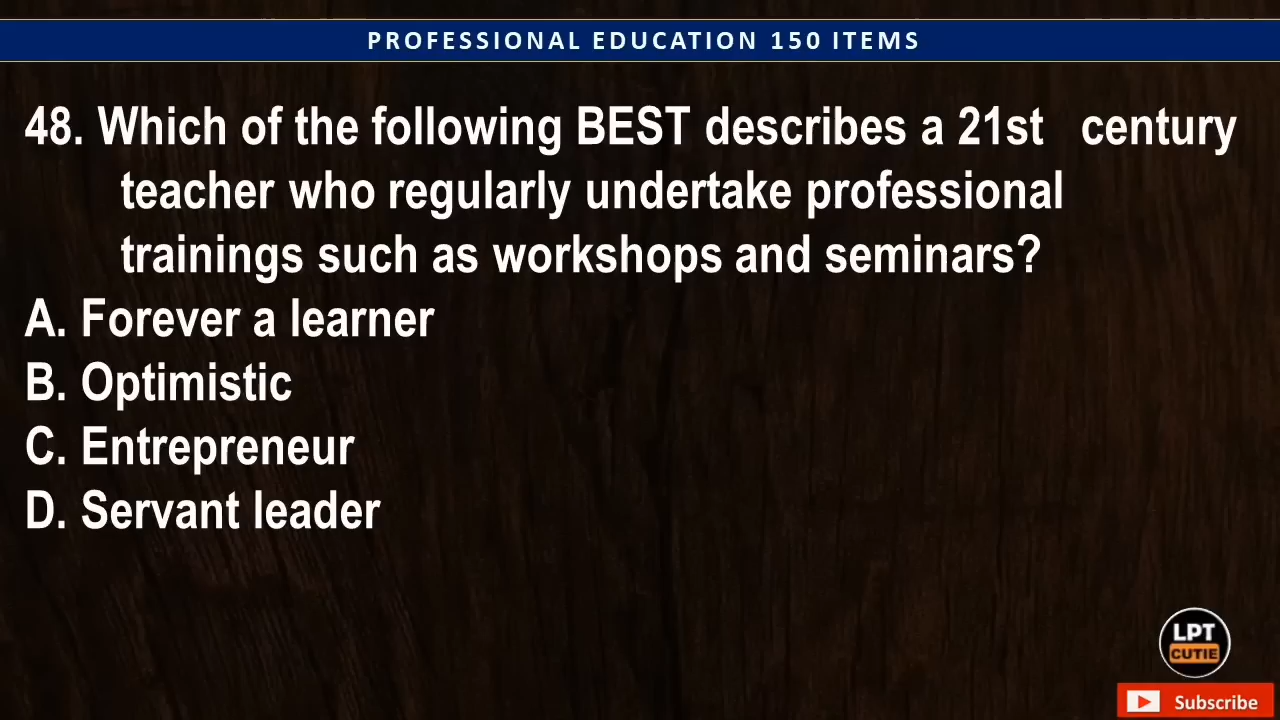 PROFESSIONAL EDUCATION 150 ITEMS
48. Which of the following BEST describes a 21st century
teacher who regularly undertake professional
trainings such as workshops and seminars?
A. Forever a learner
B. Optimistic
C. Entrepreneur
D. Servant leader
LPT
CUTIE
Subscribe